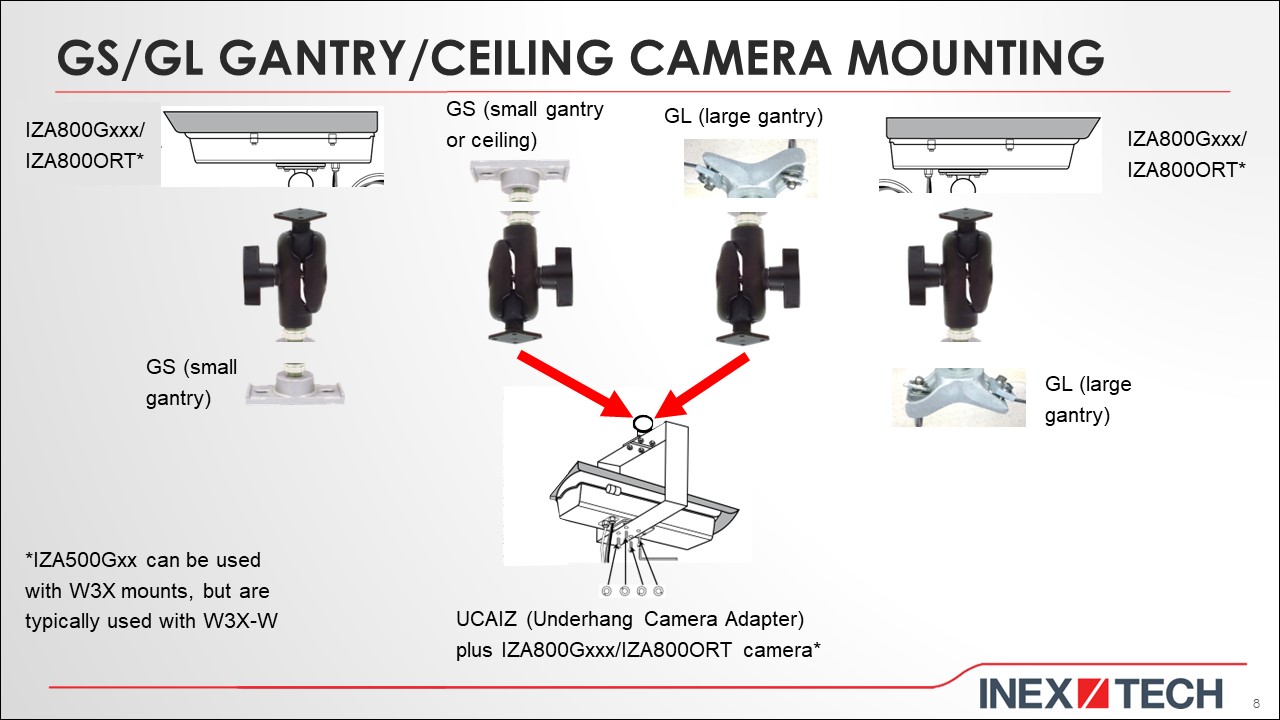 GS/GL GANTRY/CEILING CAMERA MOUNTING
IZA800Gxxx/
IZA800ORT*
GS (small gantry
or ceiling)
GL (large gantry)
IZA800Gxxx/
IZA800ORT*
GS (small
gantry)
GL (large
gantry)
*IZA500Gxx can be used
with W3X mounts, but are
typically used with W3X-W
UCAIZ (Underhang Camera Adapter)
plus IZA800Gxxx/IZA800ORT camera*
INEX TECH
8